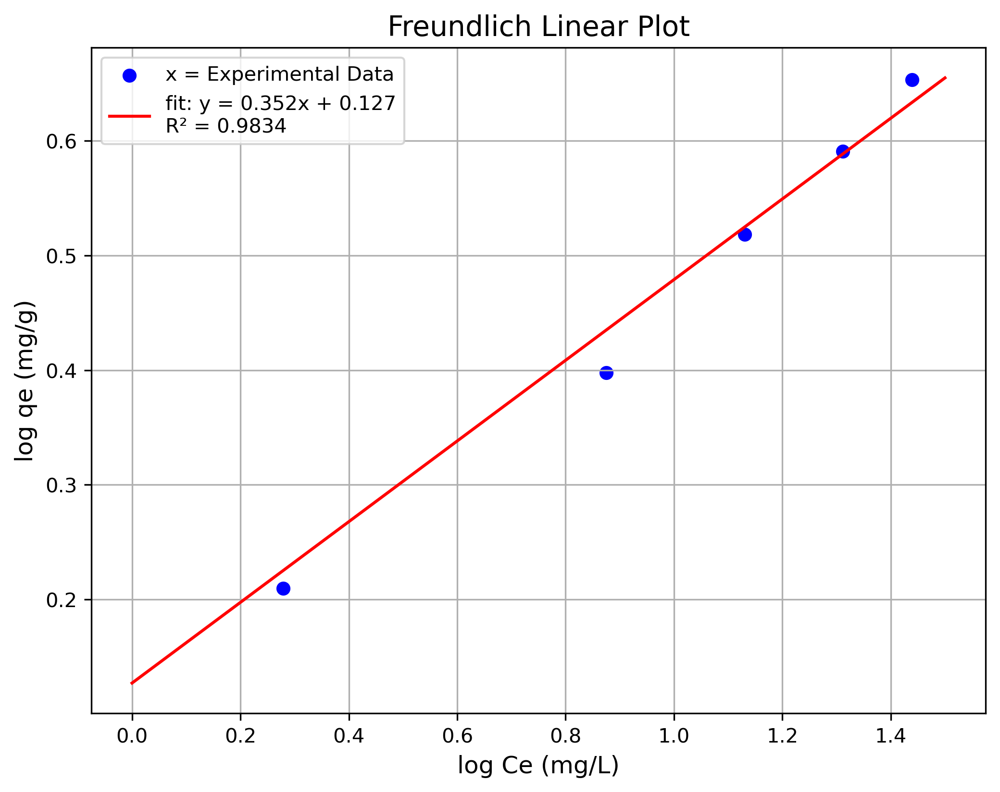 Freundlich Linear Plot
x = Experimental Data
fit: y = 0.352x + 0.127
R² = 0.9834
0.6
0.5
0.4
0.3
0.2
log qe (mg/g)
0.0 0.2 0.4 0.6 0.8 1.0 1.2 1.4
log Ce (mg/L)